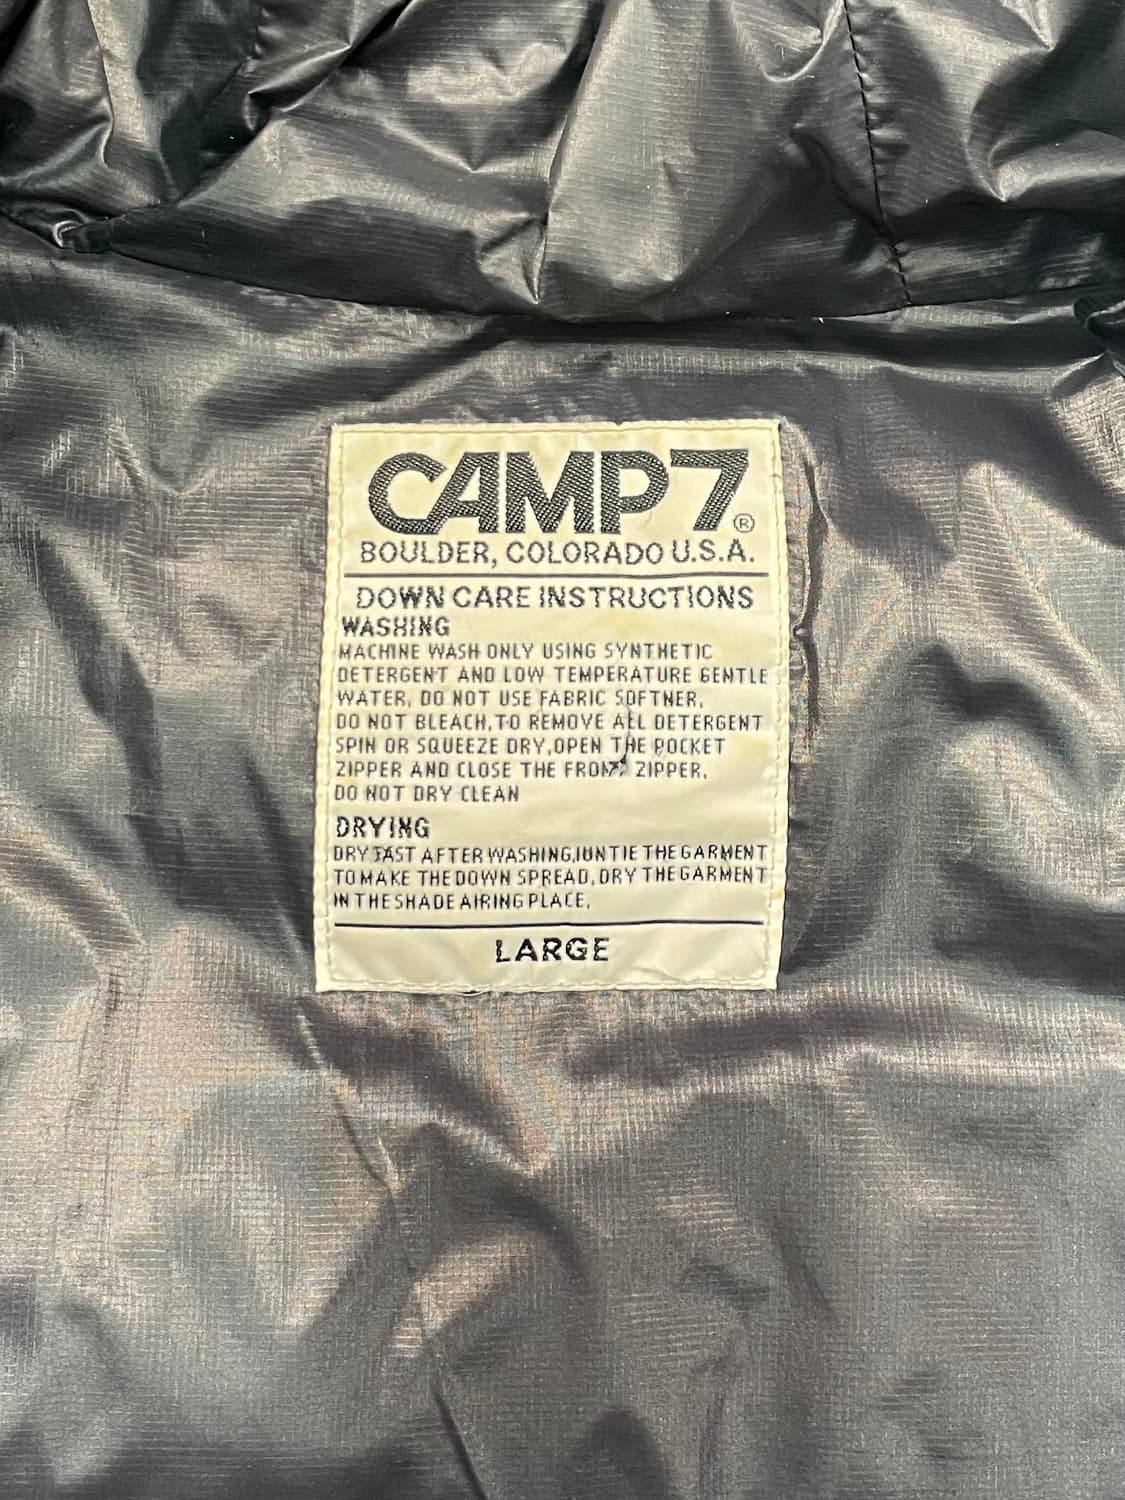 CAMP 7®
BOULDER, COLORADO U.S.A.
DOWN CARE INSTRUCTIONS
WASHING
MACHINE WASH ONLY USING SYNTHETIC
DETERGENT AND LOW TEMPERATURE GENTLE
WATER, DO NOT USE FABRIC SOFTNER,
DO NOT BLEACH,TO REMOVE ALL DETERGENT
SPIN OR SQUEEZE DRY,OPEN THE POCKET
ZIPPER AND CLOSE THE FRONT ZIPPER,
DO NOT DRY CLEAN
DRYING
DRY FAST AFTER WASHING,UNTIE THE GARMENT
TO MAKE THE DOWN SPREAD, DRY THE GARMENT
IN THE SHADE AIRING PLACE,
LARGE